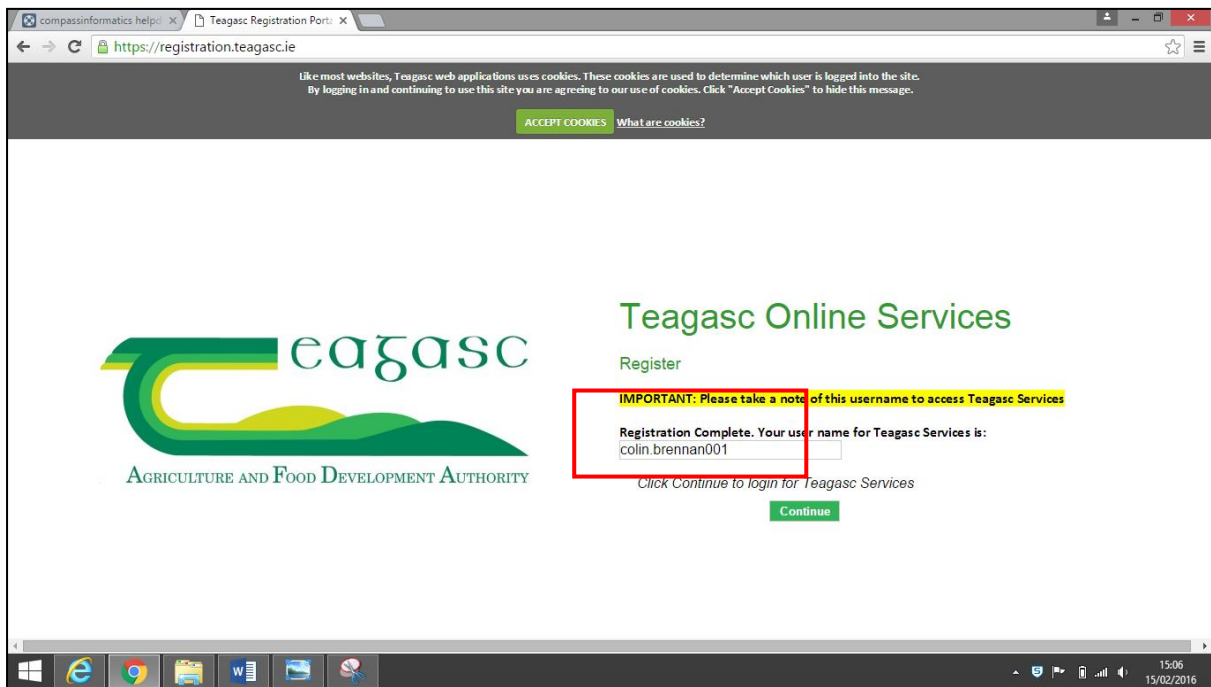 compassinformatics helpd
Teagasc Registration Porta
https://registration.teagasc.ie
Like most websites, Teagasc web applications uses cookies. These cookies are used to determine which user is logged into the site.
By logging in and continuing to use this site you are agreeing to our use of cookies. Click "Accept Cookies" to hide this message.
ACCEPT COOKIES What are cookies?
eagasc
AGRICULTURE AND FOOD DEVELOPMENT AUTHORITY
Teagasc Online Services
Register
IMPORTANT: Please take a note of this username to access Teagasc Services
Registration Complete. Your user name for Teagasc Services is:
colin.brennan001
Click Continue to login for Teagasc Services
Continue
15:06
15/02/2016